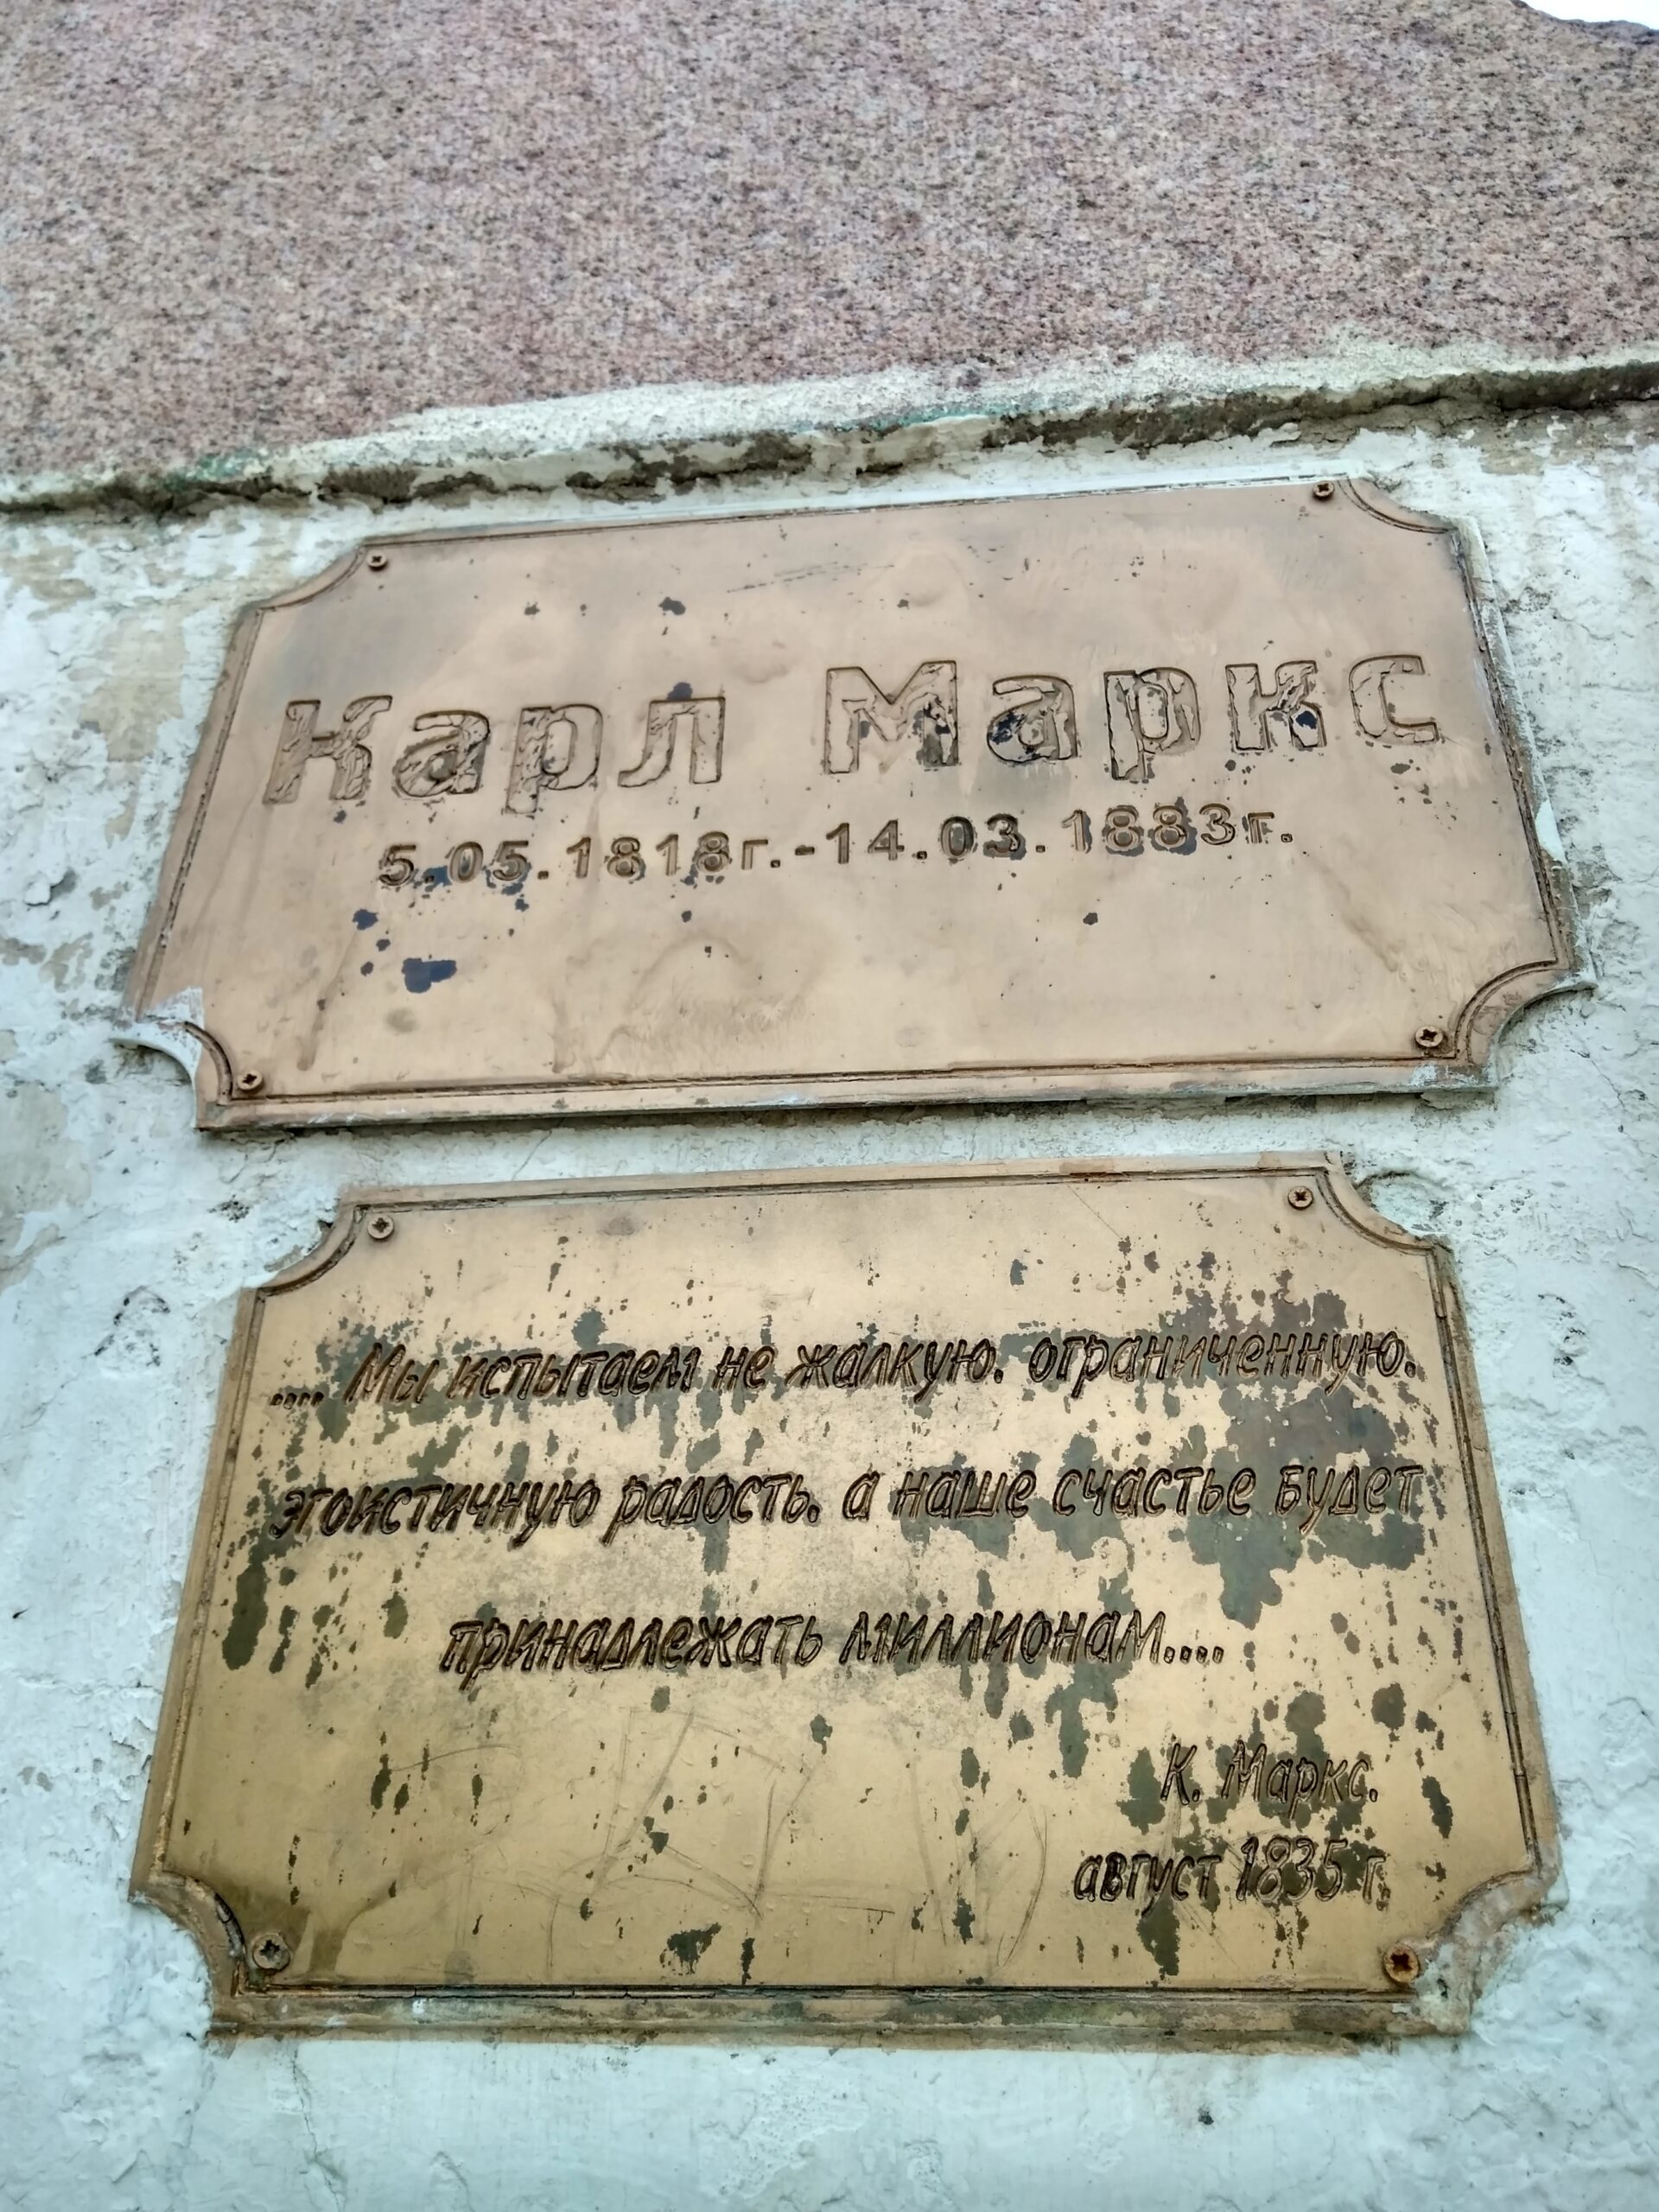 Карл Маркс
5.05.1818г.-14.03.1883г.
.... Мы испытаем не жалкую. ограниченную.
эгоистичную радость. а наше счастье будет
принадлежать миллионам....
К. Маркс.
август 1835 г.